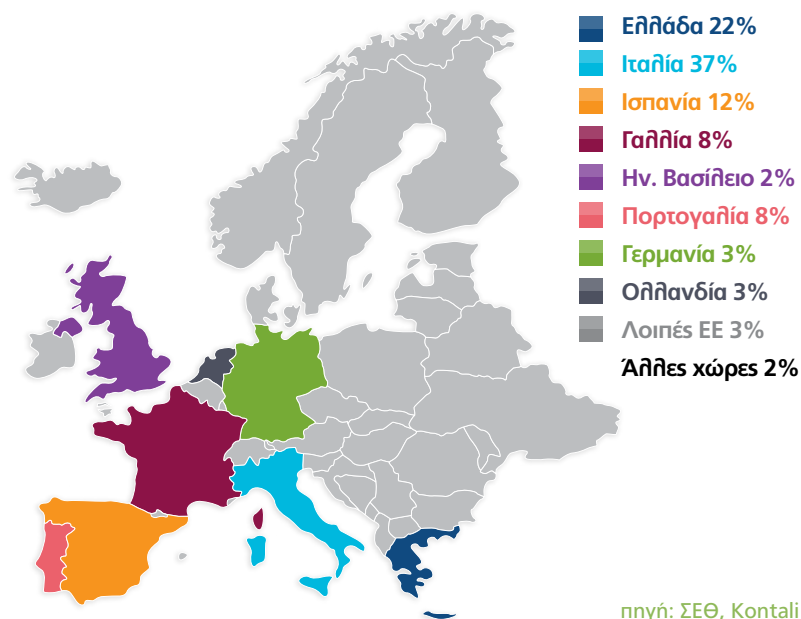 Ελλάδα 22%
Ιταλία 37%
Ισπανία 12%
Γαλλία 8%
Ην. Βασίλειο 2%
Πορτογαλία 8%
Γερμανία 3%
Ολλανδία 3%
Λοιπές ΕΕ 3%
Άλλες χώρες 2%
πηγή: ΣΕΘ, Kontali